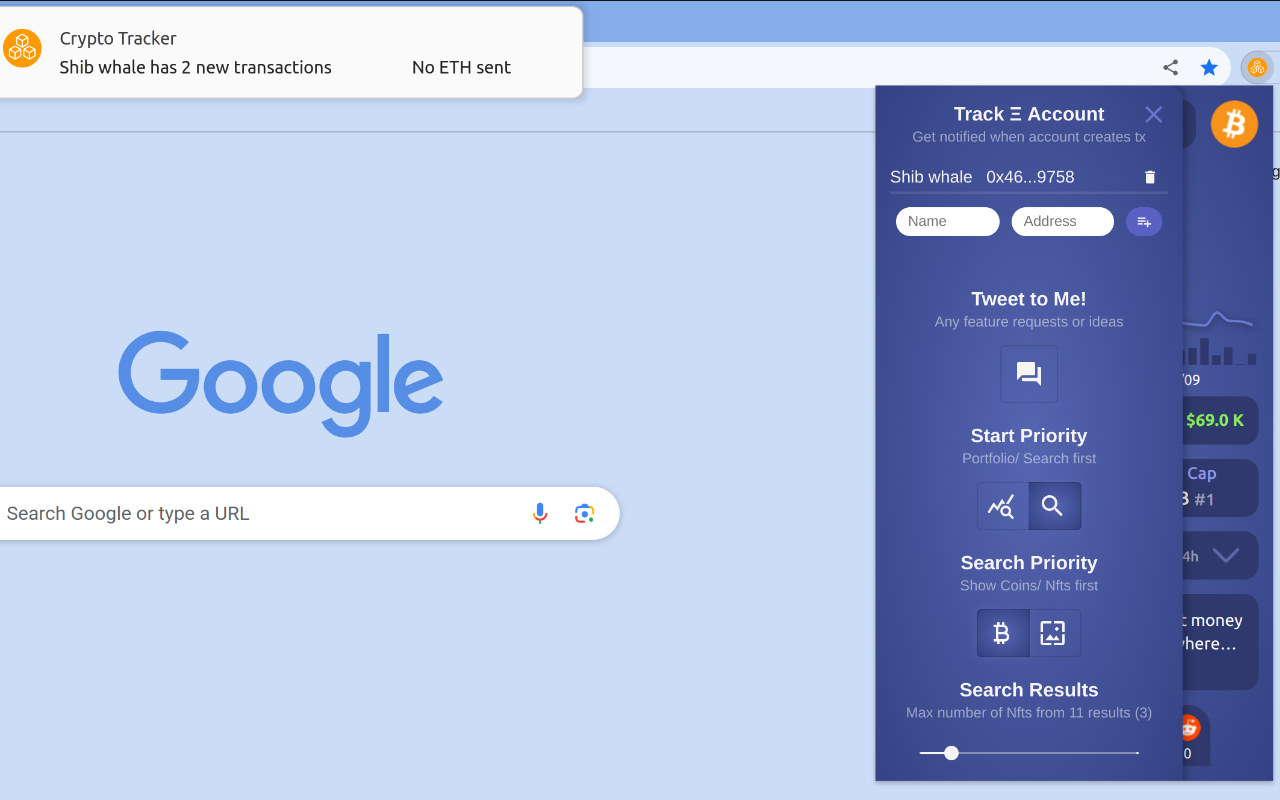 Crypto Tracker
Shib whale has 2 new transactions No ETH sent
Track Ξ Account
Get notified when account creates tx
Shib whale 0x46...9758
Name Address
Tweet to Me!
Any feature requests or ideas
Start Priority
Portfolio/ Search first
Search Priority
Show Coins/ Nfts first
Search Results
Max number of Nfts from 11 results (3)
Google
Search Google or type a URL
/09
$69.0 K
Cap
#1
4h
money
0
g